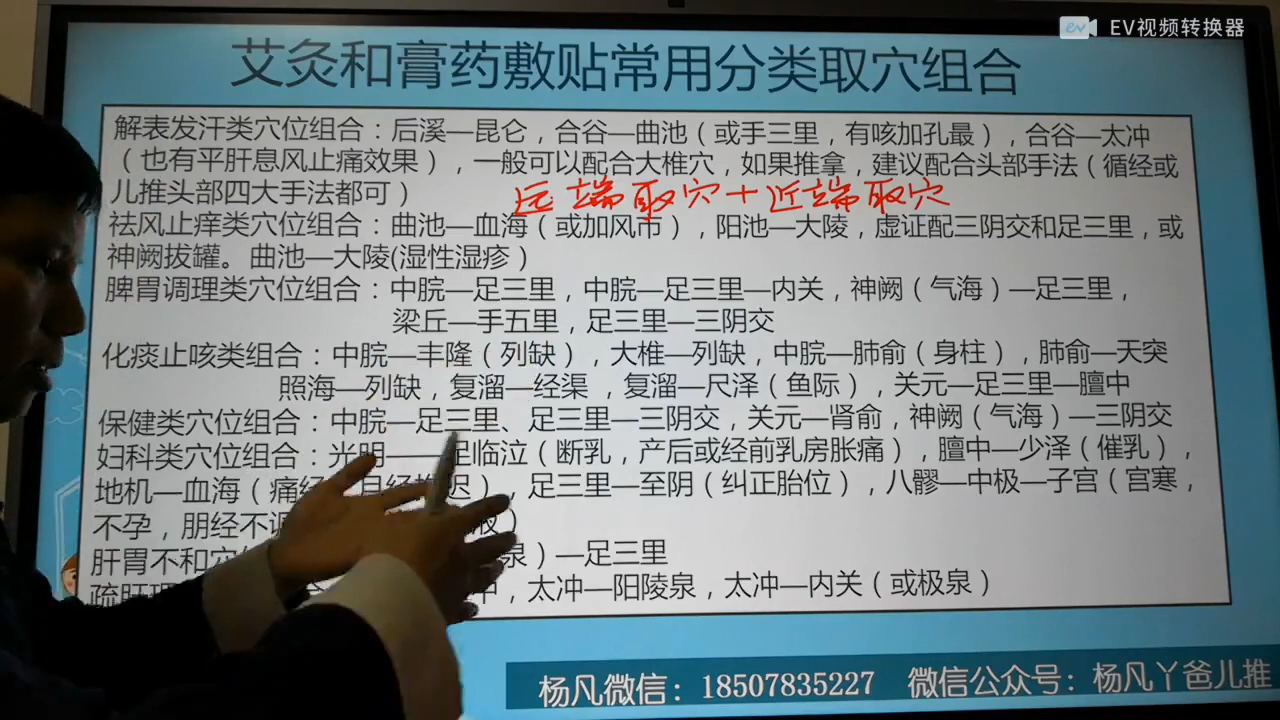 EV视频转换器
艾灸和膏药敷贴常用分类取穴组合
解表发汗类穴位组合：后溪—昆仑，合谷—曲池（或手三里，有咳加孔最），合谷—太冲
（也有平肝息风止痛效果），一般可以配合大椎穴，如果推拿，建议配合头部手法（循经或
儿推头部四大手法都可）
远端取穴+近端取穴
祛风止痒类穴位组合：曲池—血海（或加风市），阳池—大陵，虚证配三阴交和足三里，或
神阙拔罐。曲池—大陵(湿性湿疹）
脾胃调理类穴位组合：中脘—足三里，中脘—足三里—内关，神阙（气海）—足三里，
梁丘—手五里，足三里—三阴交
化痰止咳类组合：中脘—丰隆（列缺），大椎—列缺，中脘—肺俞（身柱），肺俞—天突
照海—列缺，复溜—经渠 ，复溜—尺泽（鱼际），关元—足三里—膻中
保健类穴位组合：中脘—足三里、足三里—三阴交，关元—肾俞，神阙（气海）—三阴交
妇科类穴位组合：光明—足临泣（断乳，产后或经前乳房胀痛），膻中—少泽（催乳），
地机—血海（痛经 迟），足三里—至阴（纠正胎位），八髎—中极—子宫（宫寒，
不孕，朋经不 ）
肝胆不和穴 泉）—足三里
疏肝 ，太冲—阳陵泉，太冲—内关（或极泉）
杨凡微信：18507835227 微信公众号：杨凡丫爸儿推